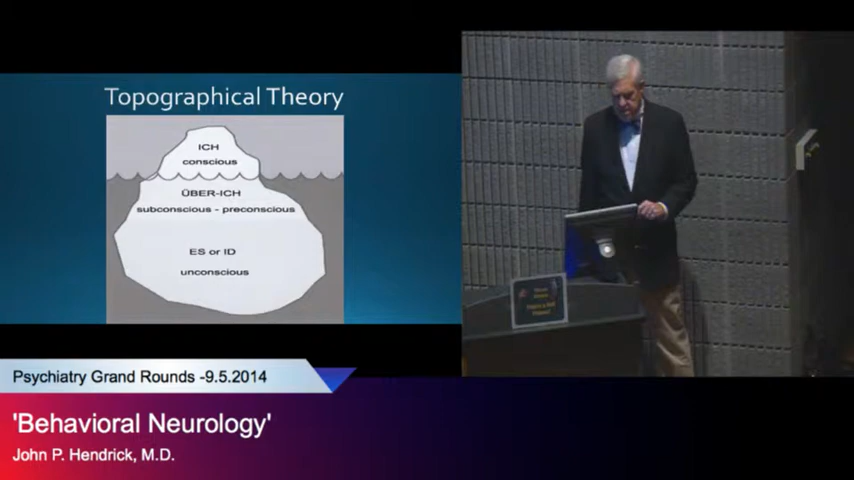 Topographical Theory
ICH
conscious
ÜBER-ICH
subconscious - preconscious
ES or ID
unconscious
Psychiatry Grand Rounds -9.5.2014
'Behavioral Neurology'
John P. Hendrick, M.D.